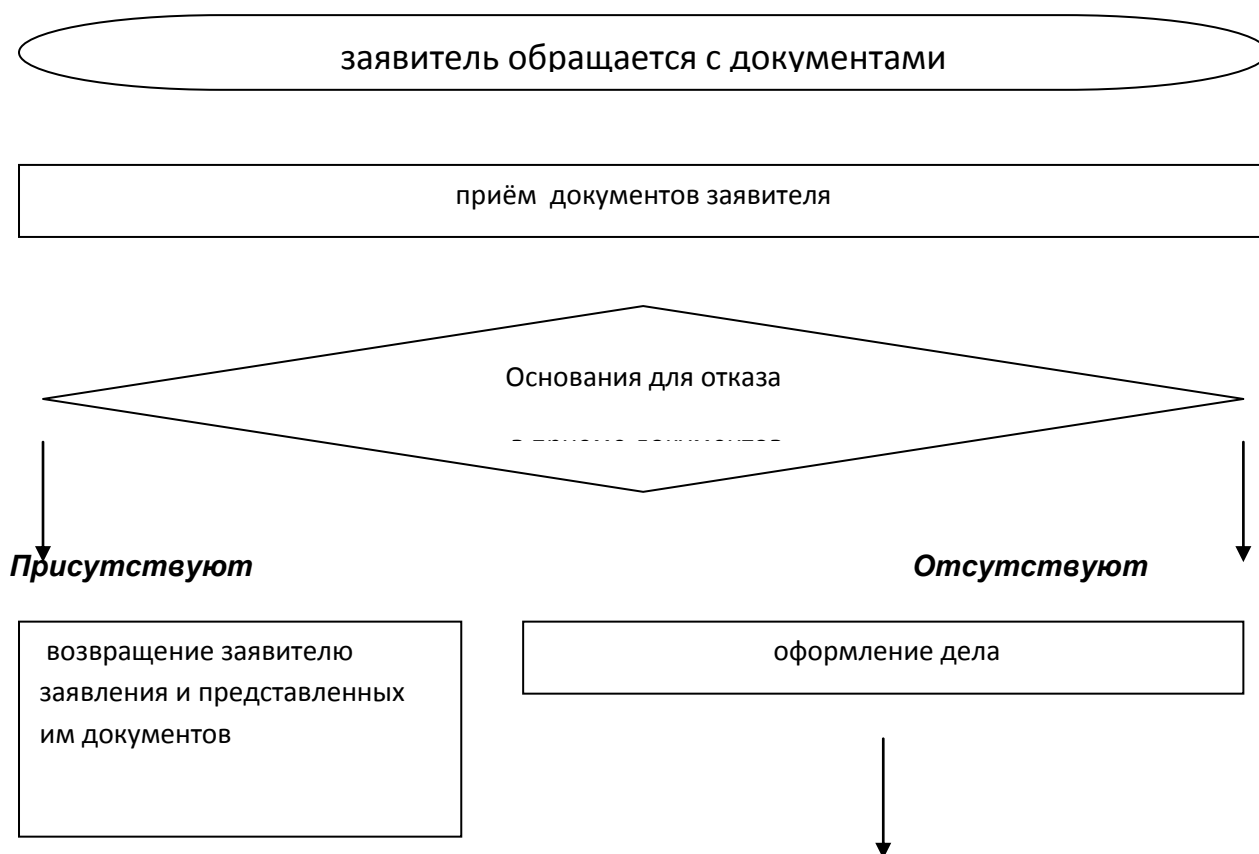 заявитель обращается с документами
приём документов заявителя
Основания для отказа
Присутствуют
Отсутствуют
возвращение заявителю
заявления и представленных
им документов
оформление дела